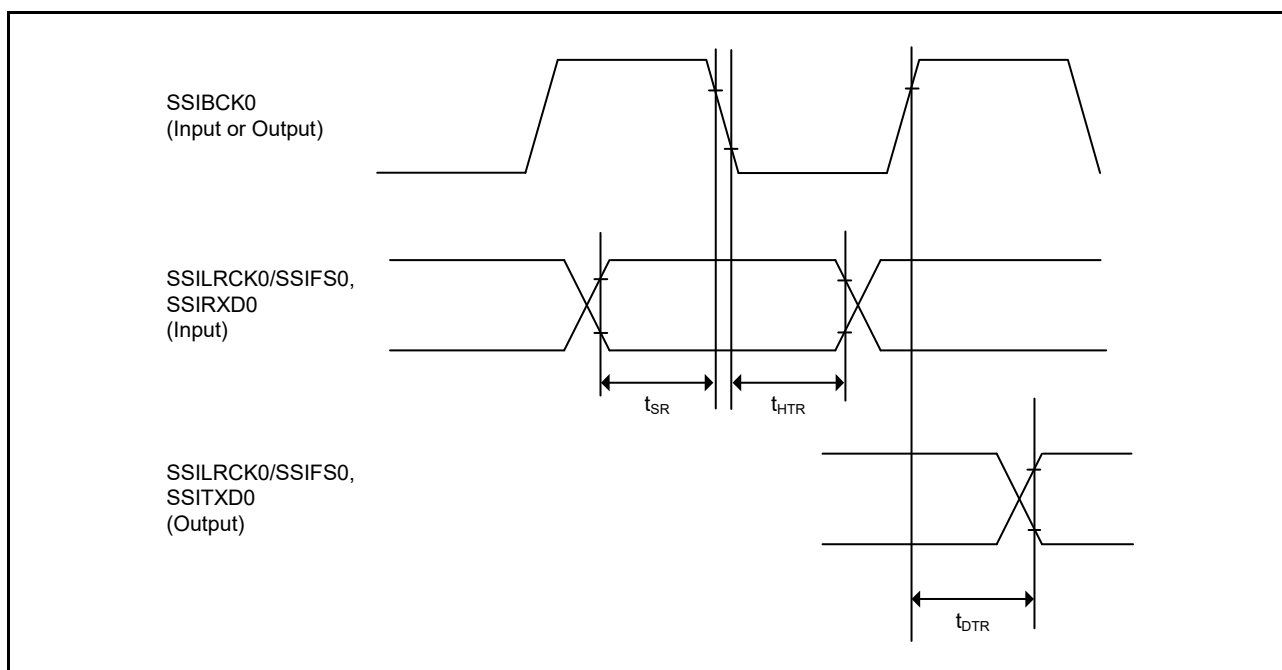 SSIBCK0
(Input or Output)
SSILRCK0/SSIFS0,
SSIRXD0
(Input)
tSR
tHTR
SSILRCK0/SSIFS0,
SSITXD0
(Output)
tDTR